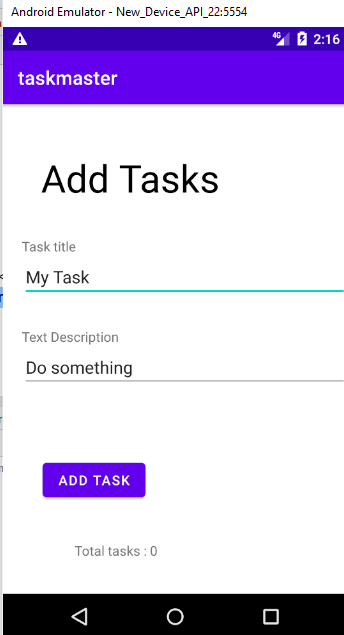 Android Emulator - New_Device_API_22:5554
4G 2:16
taskmaster
Add Tasks
Task title
My Task
Text Description
Do something
ADD TASK
Total tasks : 0